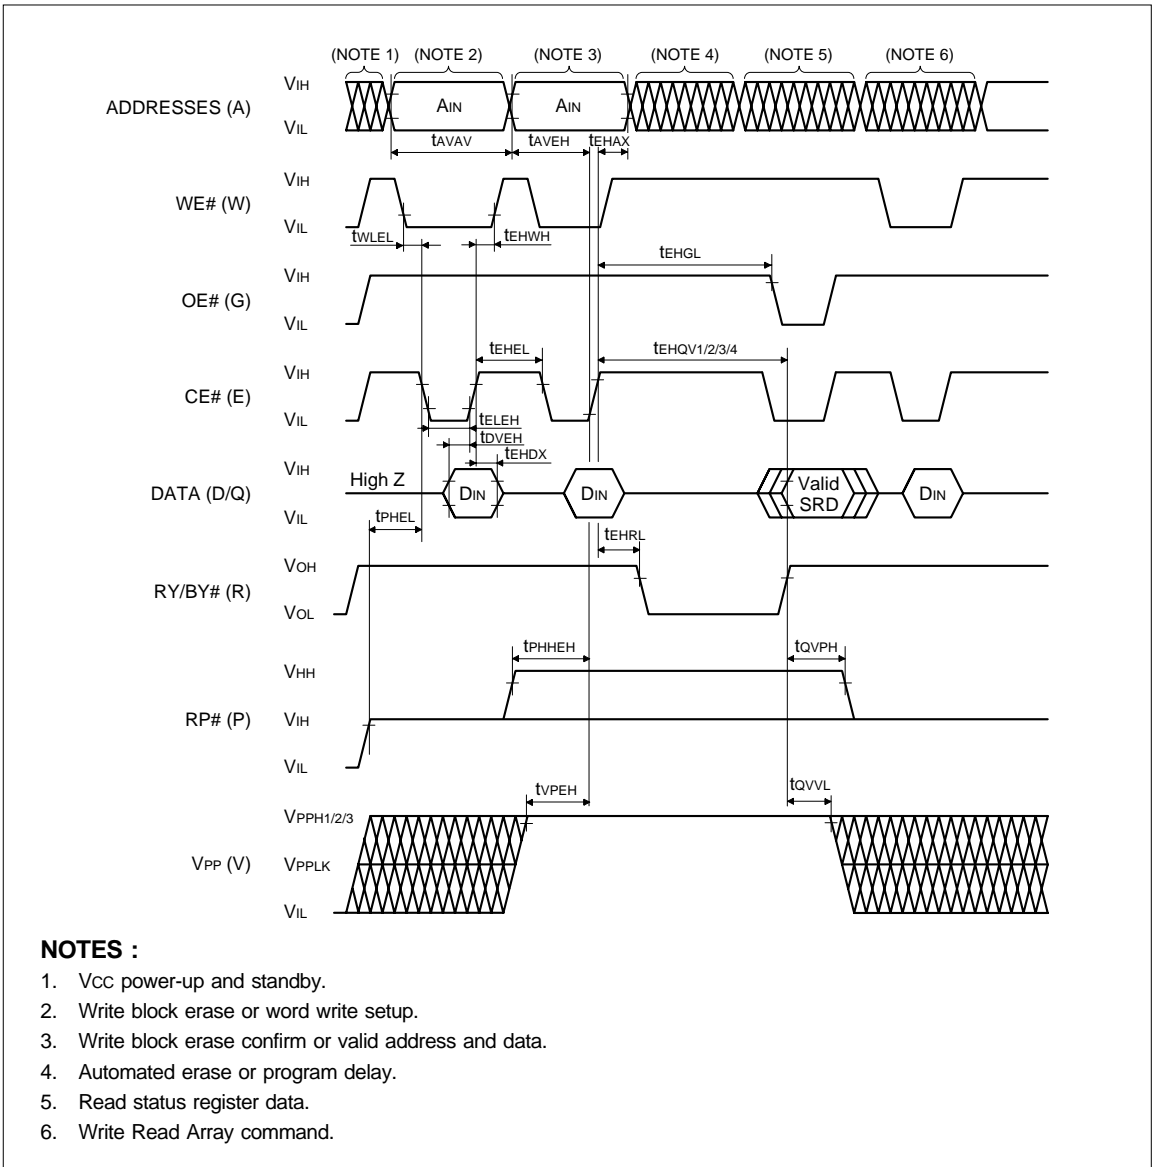 (NOTE 1) (NOTE 2) (NOTE 3) (NOTE 4) (NOTE 5) (NOTE 6)
ADDRESSES (A)
VIH
VIL
AIN
AIN
tAVAV
tAVEH
tEHAX
WE# (W)
VIH
VIL
tWLEL
tEHWH
tEHGL
OE# (G)
VIH
VIL
tEHEL
tEHQV1/2/3/4
CE# (E)
VIH
VIL
tELEH
tDVEH
tEHDX
DATA (D/Q)
VIH
VIL
High Z
DIN
DIN
Valid
SRD
DIN
tPHEL
tEHRL
RY/BY# (R)
VOH
VOL
tPHHEH
tQVPH
RP# (P)
VHH
VIH
VIL
tVPEH
tQVVL
VPP (V)
VPPH1/2/3
VPPLK
VIL
NOTES :
1. VCC power-up and standby.
2. Write block erase or word write setup.
3. Write block erase confirm or valid address and data.
4. Automated erase or program delay.
5. Read status register data.
6. Write Read Array command.